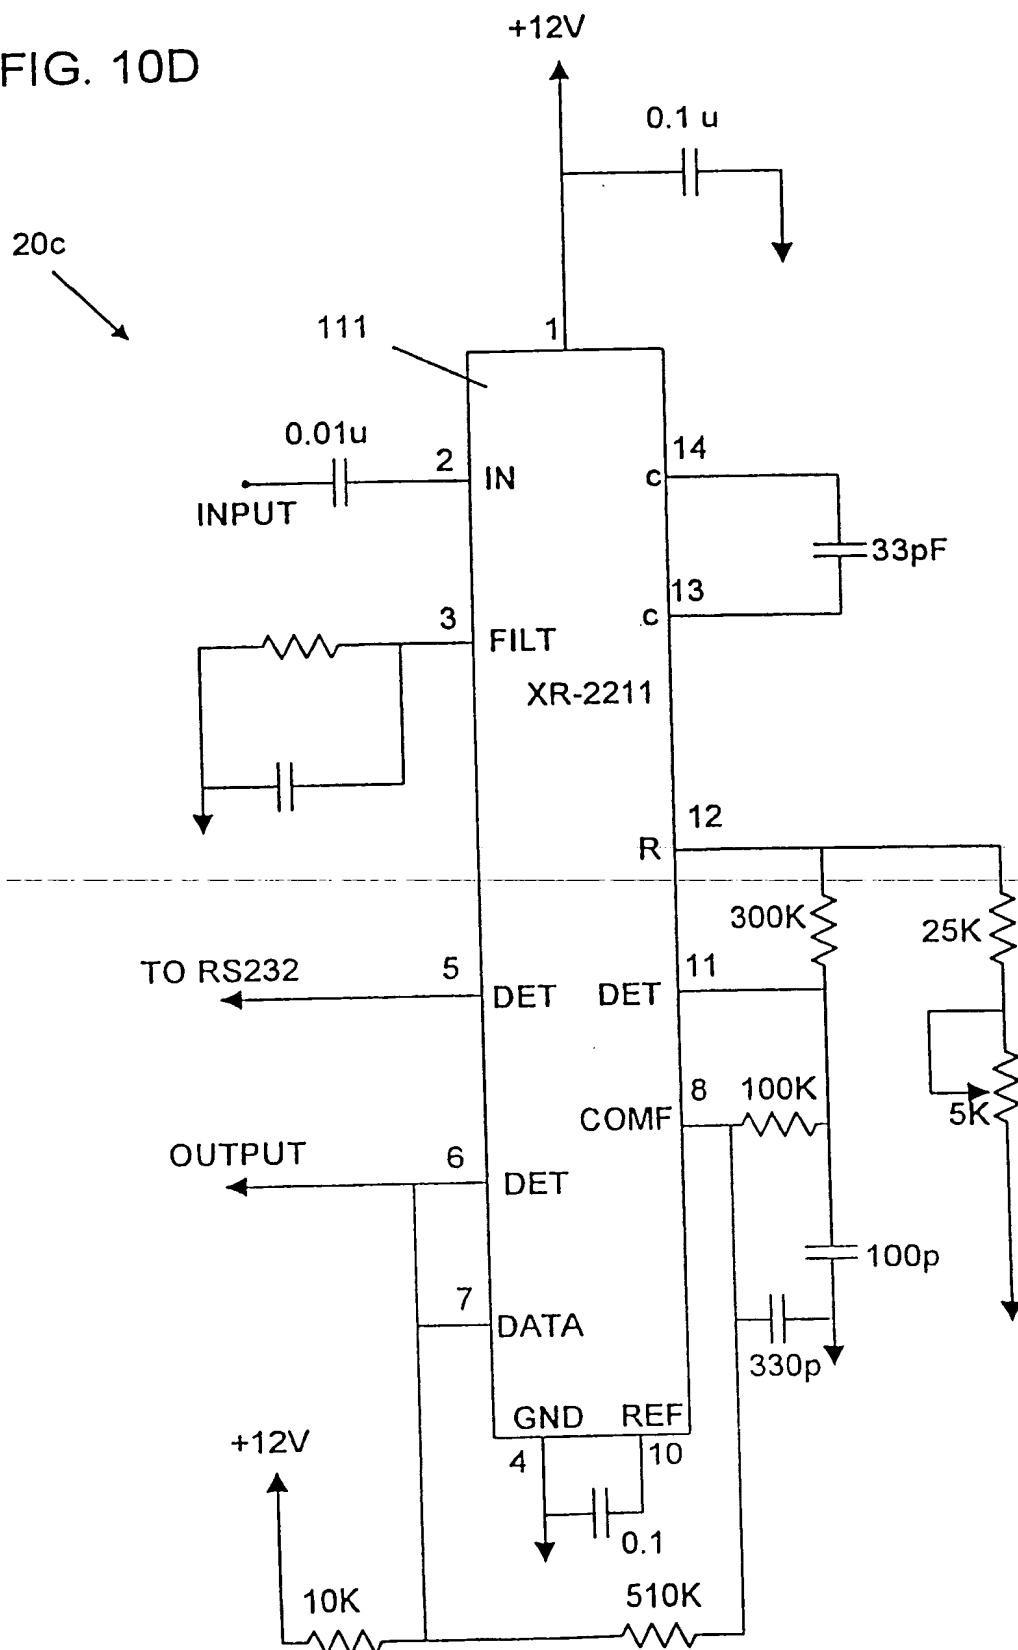 FIG. 10D
+12V
0.1 u
20c
111
1
0.01u
2
IN
INPUT
14
c
33pF
13
c
3
FILT
XR-2211
12
R
300K
25K
TO RS232
5
DET
11
DET
5K
8
100K
COMF
OUTPUT
6
DET
100p
7
DATA
330p
GND
REF
+12V
4
10
0.1
10K
510K